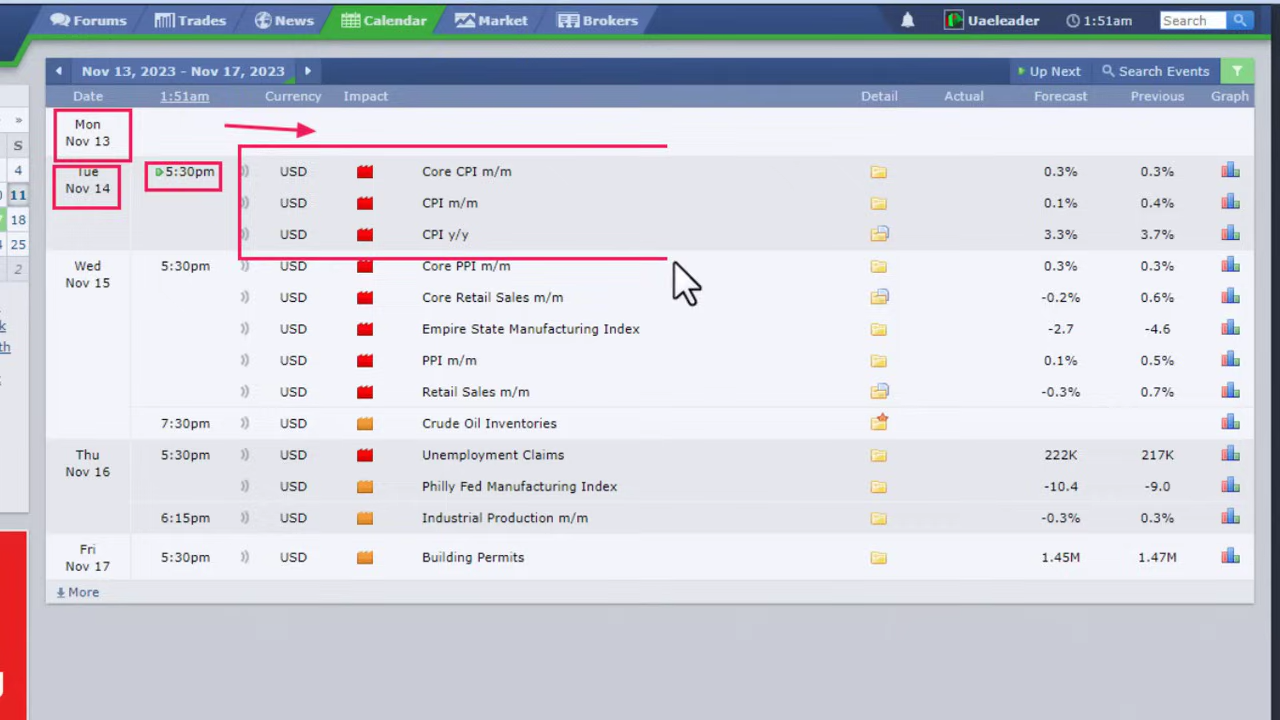 Forums Trades News Calendar Market Brokers Uaeleader 1:51am Search
Nov 13, 2023 - Nov 17, 2023 Up Next Search Events
Date 1:51am Currency Impact Detail Actual Forecast Previous Graph
Mon
Nov 13
Tue 5:30pm USD Core CPI m/m 0.3% 0.3%
Nov 14
USD CPI m/m 0.1% 0.4%
USD CPI y/y 3.3% 3.7%
Wed 5:30pm USD Core PPI m/m 0.3% 0.3%
Nov 15
USD Core Retail Sales m/m -0.2% 0.6%
USD Empire State Manufacturing Index -2.7 -4.6
USD PPI m/m 0.1% 0.5%
USD Retail Sales m/m -0.3% 0.7%
7:30pm USD Crude Oil Inventories
Thu 5:30pm USD Unemployment Claims 222K 217K
Nov 16
USD Philly Fed Manufacturing Index -10.4 -9.0
6:15pm USD Industrial Production m/m -0.3% 0.3%
Fri
Nov 17 5:30pm USD Building Permits 1.45M 1.47M
More
»
S
4
11
18
25
2